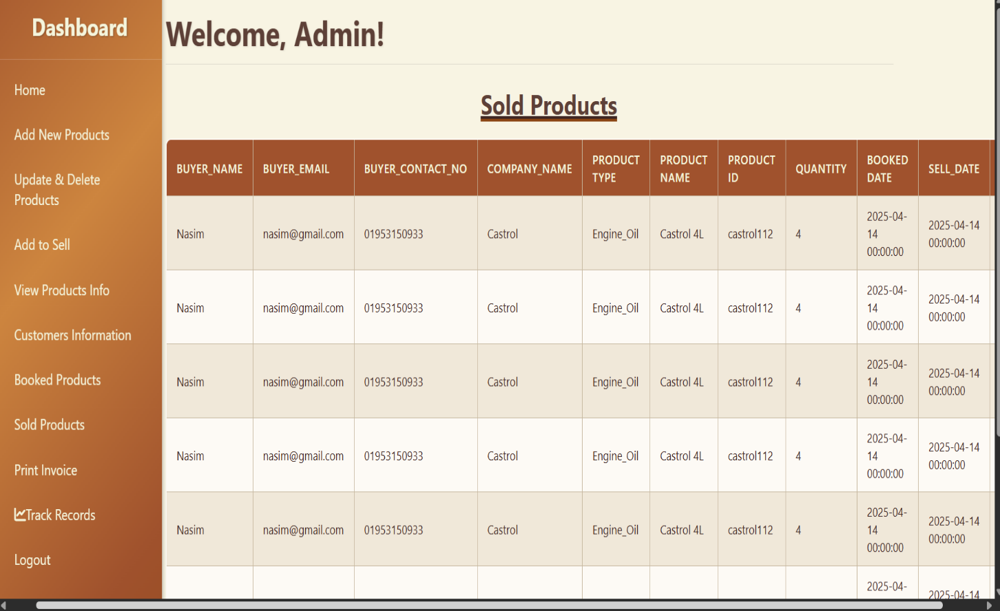 Dashboard
Home
Add New Products
Update & Delete
Products
Add to Sell
View Products Info
Customers Information
Booked Products
Sold Products
Print Invoice
Track Records
Logout
Welcome, Admin!
Sold Products
BUYER_NAME BUYER_EMAIL BUYER_CONTACT_NO COMPANY_NAME PRODUCT TYPE PRODUCT NAME PRODUCT ID QUANTITY BOOKED DATE SELL_DATE
Nasim nasim@gmail.com 01953150933 Castrol Engine_Oil Castrol 4L castrol112 4 2025-04-14 00:00:00 2025-04-14 00:00:00
Nasim nasim@gmail.com 01953150933 Castrol Engine_Oil Castrol 4L castrol112 4 2025-04-14 00:00:00 2025-04-14 00:00:00
Nasim nasim@gmail.com 01953150933 Castrol Engine_Oil Castrol 4L castrol112 4 2025-04-14 00:00:00 2025-04-14 00:00:00
Nasim nasim@gmail.com 01953150933 Castrol Engine_Oil Castrol 4L castrol112 4 2025-04-14 00:00:00 2025-04-14 00:00:00
Nasim nasim@gmail.com 01953150933 Castrol Engine_Oil Castrol 4L castrol112 4 2025-04-14 00:00:00 2025-04-14 00:00:00
2025-04- 2025-04-14